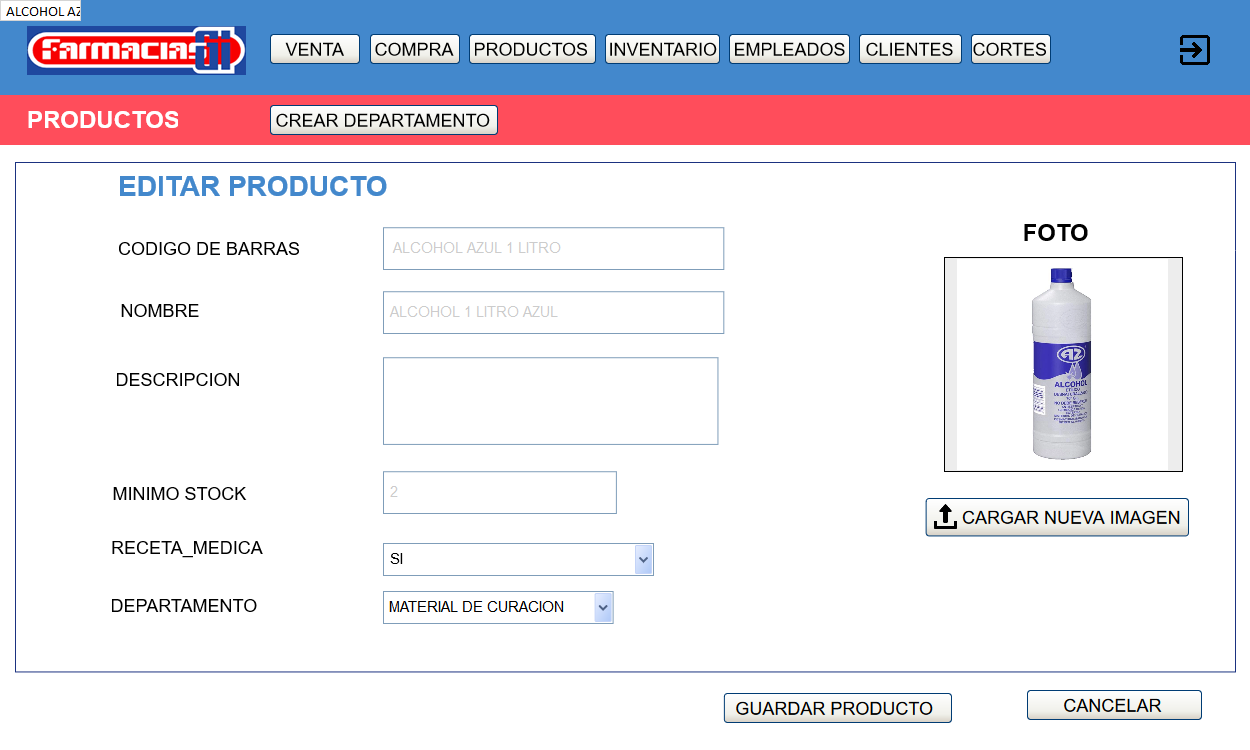 ALCOHOL AZ
Farmacias GI
VENTA COMPRA PRODUCTOS INVENTARIO EMPLEADOS CLIENTES CORTES
PRODUCTOS CREAR DEPARTAMENTO
EDITAR PRODUCTO
CODIGO DE BARRAS ALCOHOL AZUL 1 LITRO
FOTO
NOMBRE ALCOHOL 1 LITRO AZUL
DESCRIPCION
AZ
ALCOHOL
MINIMO STOCK 2
CARGAR NUEVA IMAGEN
RECETA_MEDICA SI
DEPARTAMENTO MATERIAL DE CURACION
GUARDAR PRODUCTO CANCELAR